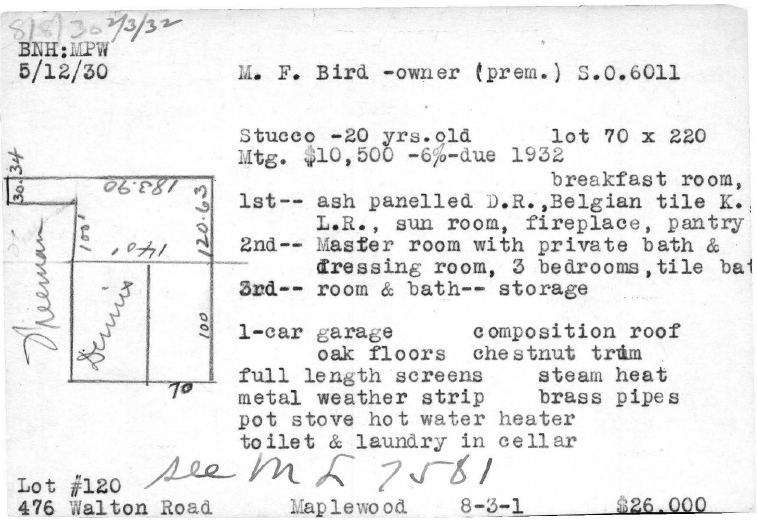 8/8/30 2/3/32
BNH:MPW
5/12/30
M. F. Bird -owner (prem.) S.O.6011
Stucco -20 yrs.old lot 70 x 220
Mtg. $10,500 -6%-due 1932
breakfast room,
1st-- ash panelled D.R.,Belgian tile K.,
L.R., sun room, fireplace, pantry
2nd-- Master room with private bath &
dressing room, 3 bedrooms,tile bat
3rd-- room & bath-- storage
1-car garage composition roof
oak floors chestnut trim
full length screens steam heat
metal weather strip brass pipes
pot stove hot water heater
toilet & laundry in cellar
30.34
183.90
100'
140'
120.63
100
70
see M L 7581
Lot #120
476 Walton Road Maplewood 8-3-1 $26.000